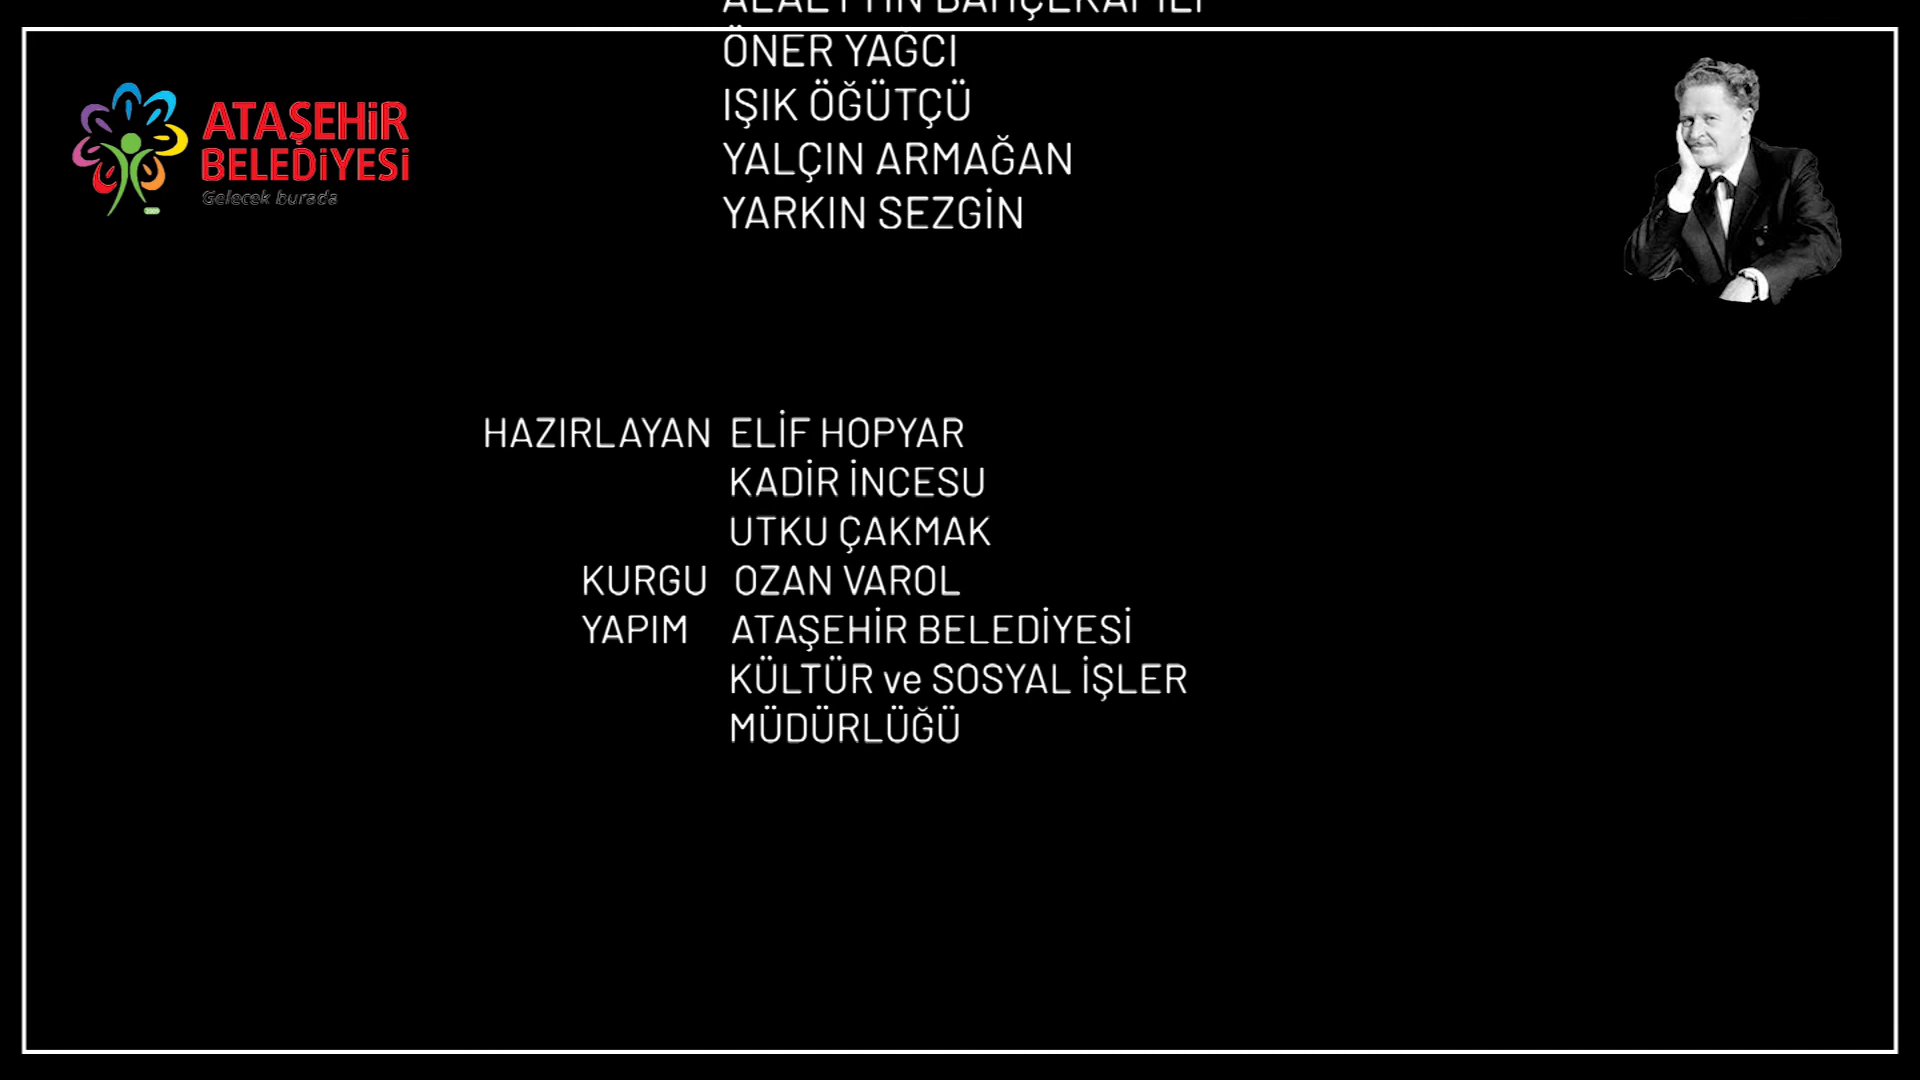 ÖNER YAĞCI
IŞIK ÖĞÜTÇÜ
YALÇIN ARMAĞAN
YARKIN SEZGİN
ATAŞEHİR
BELEDİYESİ
Gelecek burada
HAZIRLAYAN ELİF HOPYAR
KADİR İNCESU
UTKU ÇAKMAK
KURGU OZAN VAROL
YAPIM ATAŞEHİR BELEDİYESİ
KÜLTÜR ve SOSYAL İŞLER
MÜDÜRLÜĞÜ